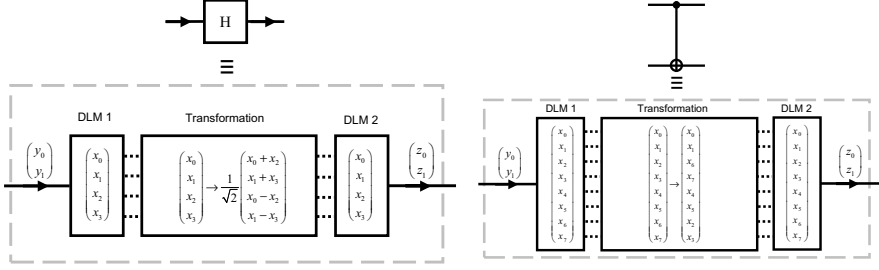 H
≡
DLM 1
Transformation
DLM 2
(y₀
y₁)
(x₀
x₁
x₂
x₃)
(x₀
x₁
x₂
x₃) → 1/√2 (x₀ + x₂
x₁ + x₃
x₀ − x₂
x₁ − x₃)
(x₀
x₁
x₂
x₃)
(z₀
z₁)
≡
DLM 1
Transformation
DLM 2
(y₀
y₁)
(x₀
x₁
x₂
x₃
x₄
x₅
x₆
x₇)
(x₀
x₁
x₂
x₃
x₄
x₅
x₆
x₇) → (x₀
x₁
x₆
x₇
x₄
x₅
x₂
x₃)
(x₀
x₁
x₂
x₃
x₄
x₅
x₆
x₇)
(z₀
z₁)